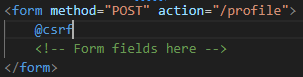 <form method="POST" action="/profile">
    @csrf
    <!-- Form fields here -->
</form>